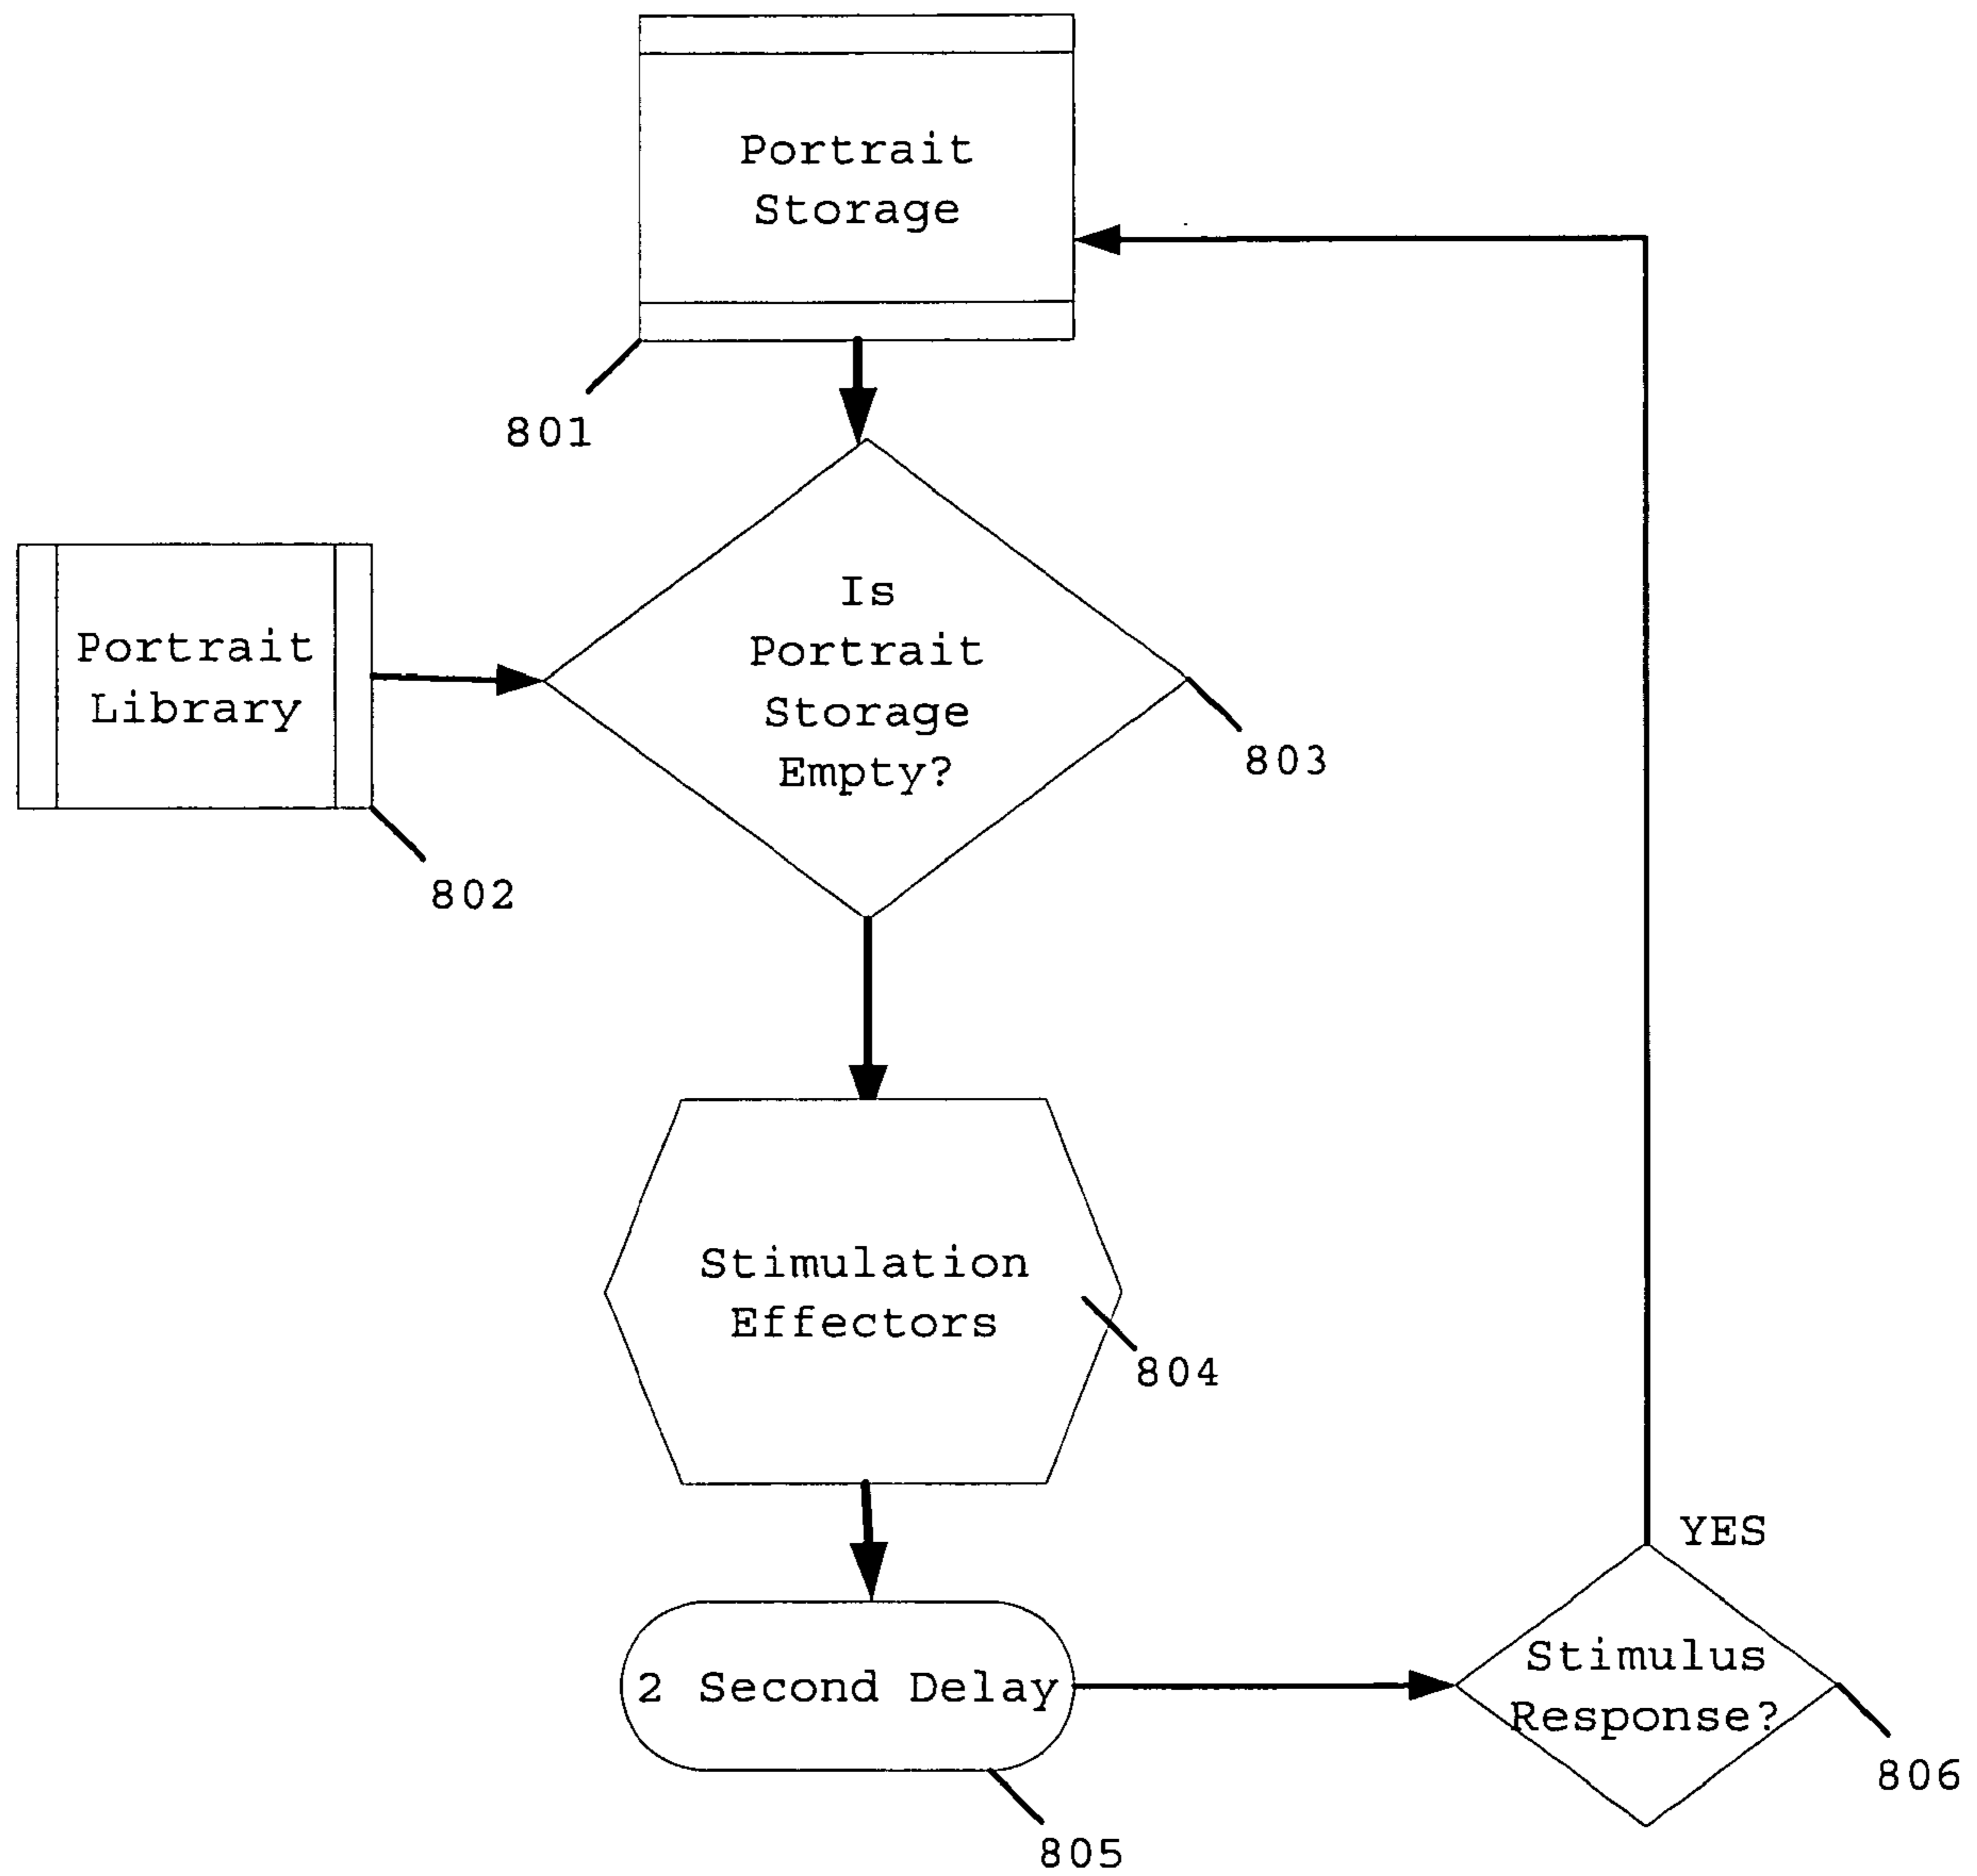 Portrait
Storage
801
Is
Portrait
Storage
Empty?
Portrait
Library
803
802
Stimulation
Effectors
804
YES
Stimulus
Response?
2 Second Delay
806
805